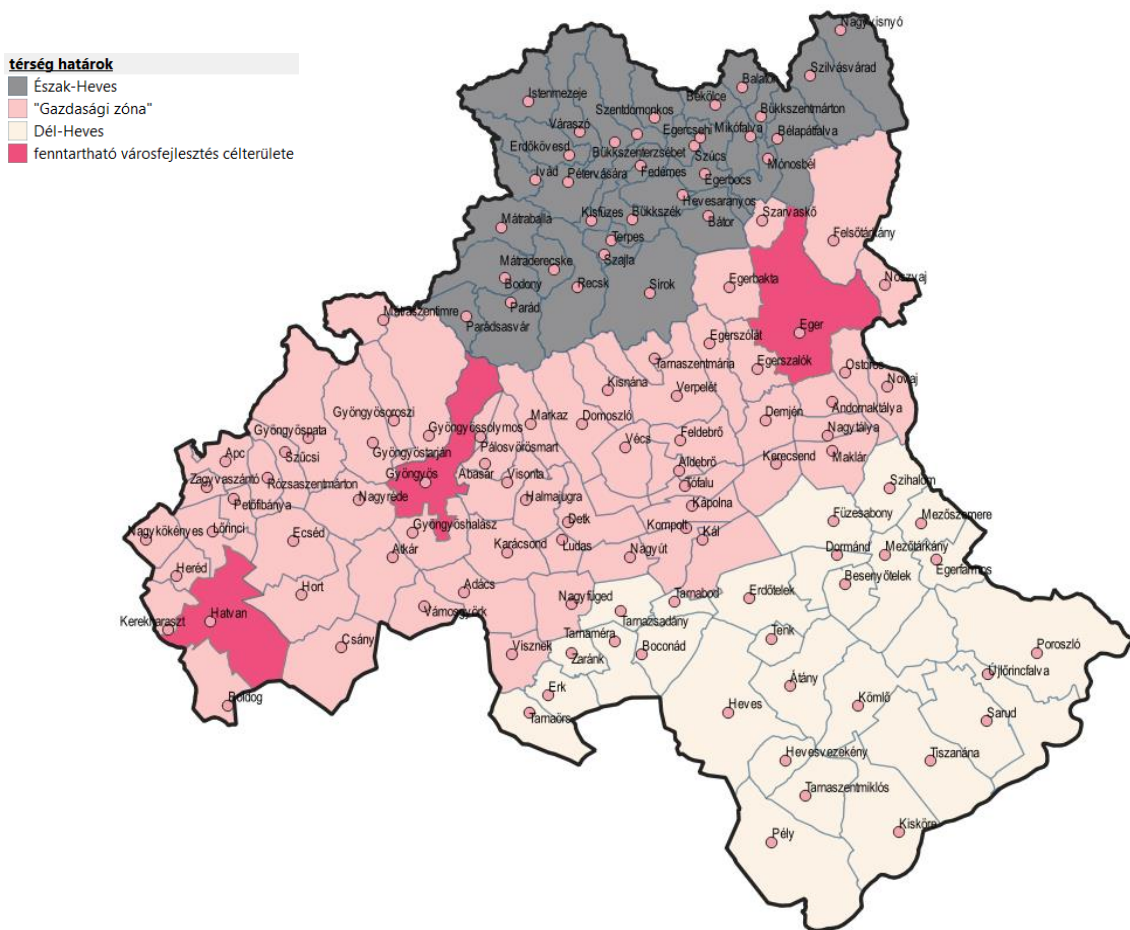 térség határok
Észak-Heves
"Gazdasági zóna"
Dél-Heves
fenntartható városfejlesztés célterülete
Nagyvisnyó
Szilvásvárad
Balaton
Istenmezeje
Bekölce
Szentdomonkos
Bükkszentmárton
Váraszó
Egercsehi
Mikófalva
Bélapátfalva
Erdőkövesd
Bükkszenterzsébet
Szúcs
Mónosbél
Ivád
Pétervására
Fedémes
Egerbocs
Hevesaranyos
Mátraballa
Kisfüzes
Bükkszék
Bátor
Szarvaskő
Terpes
Felsőtárkány
Mátraderecske
Szajla
Bodony
Recsk
Sirok
Egerbakta
Noszvaj
Parád
Mátraszentimre
Parádsasvár
Eger
Egerszólát
Tarnaszentmária
Egerszalók
Ostoros
Kisnána
Verpelét
Novaj
Gyöngyösoroszi
Markaz
Domoszló
Demjén
Andornaktálya
Gyöngyössolymos
Gyöngyöspata
Nagytálya
Pálosvörösmart
Vécs
Feldebrő
Gyöngyöstarján
Szűcsi
Apc
Maklár
Kerecsend
Abasár
Visonta
Aldebrő
Gyöngyös
Zagyvaszántó
Rózsaszentmárton
Tófalu
Szihalom
Petőfibánya
Nagyréde
Halmajugra
Kápolna
Füzesabony
Mezőszemere
Gyöngyöshalász
Detk
Kompolt
Kál
Nagykökényes
Lőrinci
Ecséd
Ludas
Karácsond
Atkár
Nagyút
Dormánd
Mezőtárkány
Egerfarmos
Heréd
Hort
Adács
Besenyőtelek
Erdőtelek
Nagyfüged
Tarnabod
Vámosgyörk
Hatvan
Kerekharaszt
Tarnazsadány
Csány
Tarnaméra
Tenk
Visznek
Zaránk
Boconád
Poroszló
Újlőrincfalva
Átány
Erk
Boldog
Heves
Kömlő
Tarnaörs
Sarud
Hevesvezekény
Tiszanána
Tarnaszentmiklós
Pély
Kisköre